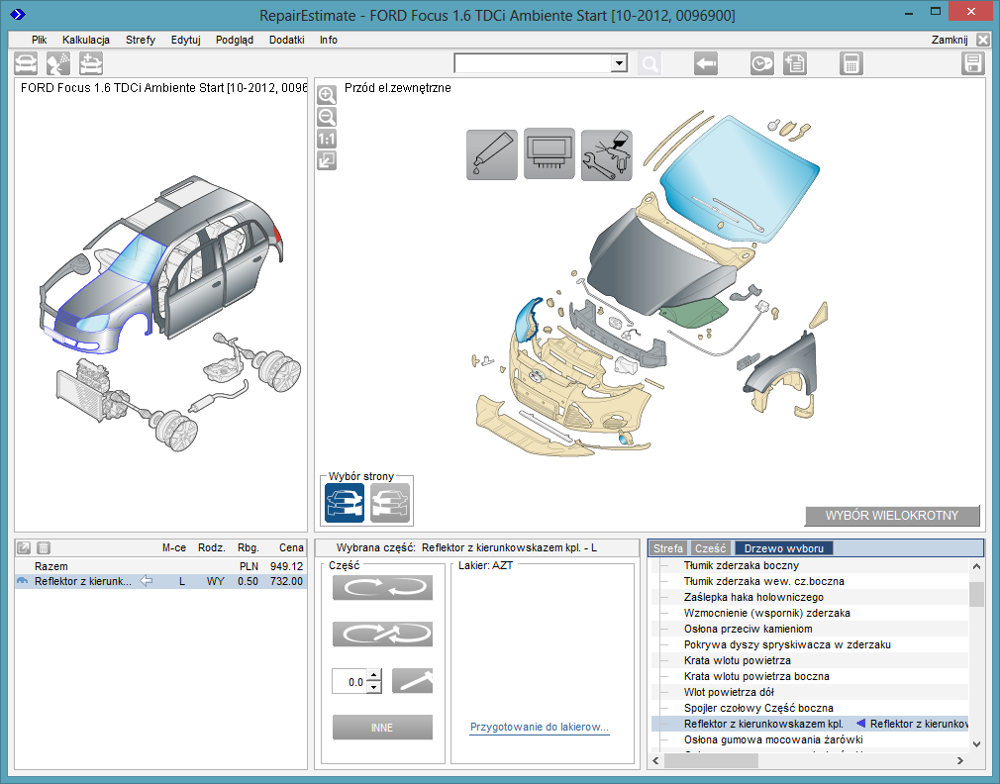 RepairEstimate - FORD Focus 1.6 TDCi Ambiente Start [10-2012, 0096900]
Plik Kalkulacja Strefy Edytuj Podgląd Dodatki Info Zamknij
FORD Focus 1.6 TDCi Ambiente Start [10-2012, 0096
Przód el.zewnętrzne
1:1
Wybór strony
WYBÓR WIELOKROTNY
M-ce Rodz. Rbg. Cena
Razem PLN 949.12
Reflektor z kierunk... L WY 0.50 732.00
Wybrana część: Reflektor z kierunkowskazem kpl. - L
Część
0.0
INNE
Lakier: AZT
Przygotowanie do lakierow...
Strefa Cześć Drzewo wyboru
Tłumik zderzaka boczny
Tłumik zderzaka wew. cz.boczna
Zaślepka haka holowniczego
Wzmocnienie (wspornik) zderzaka
Osłona przeciw kamieniom
Pokrywa dyszy spryskiwacza w zderzaku
Krata wlotu powietrza
Krata wlotu powietrza boczna
Wlot powietrza dół
Spojler czołowy Część boczna
Reflektor z kierunkowskazem kpl. Reflektor z kierunkov
Osłona gumowa mocowania żarówki